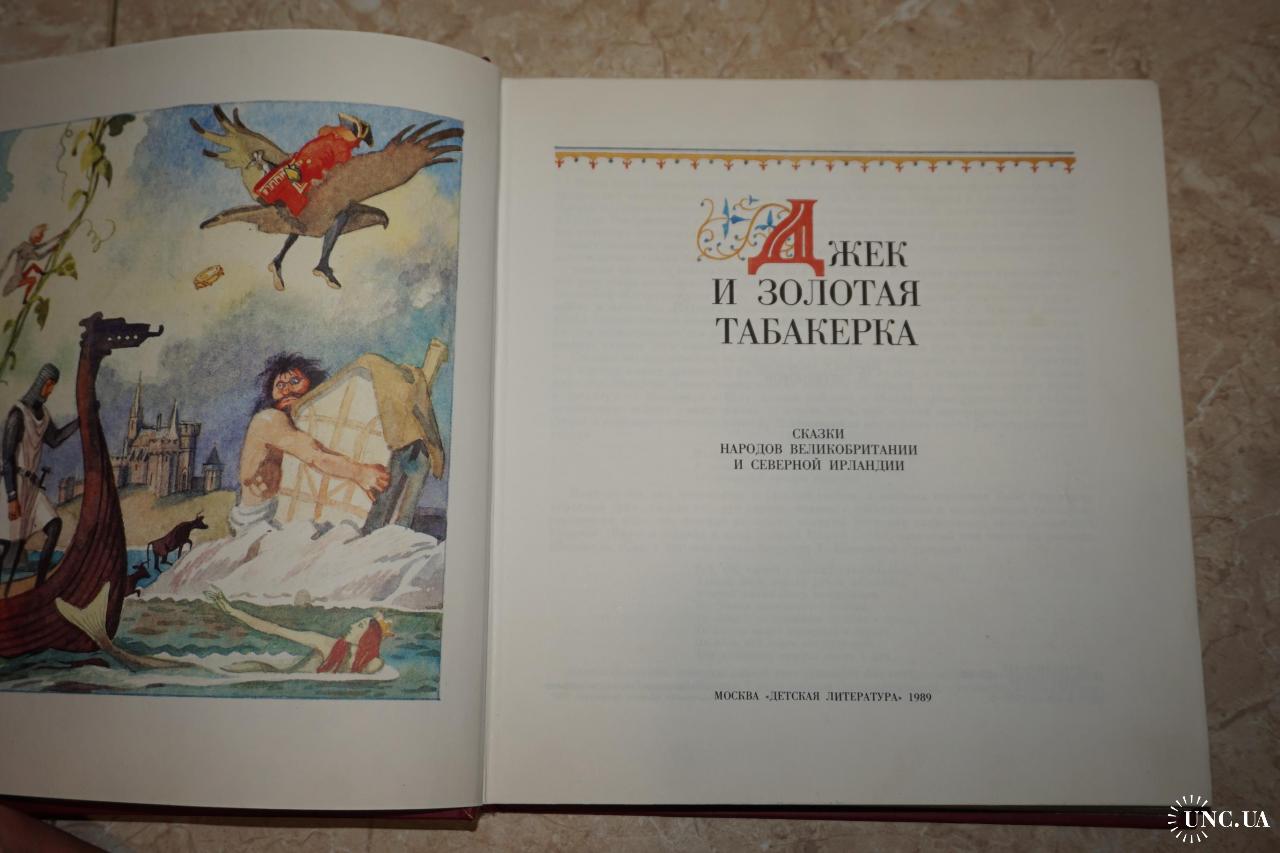 ДЖЕК
И ЗОЛОТАЯ
ТАБАКЕРКА
СКАЗКИ
НАРОДОВ ВЕЛИКОБРИТАНИИ
И СЕВЕРНОЙ ИРЛАНДИИ
МОСКВА «ДЕТСКАЯ ЛИТЕРАТУРА» 1989
UNC.UA